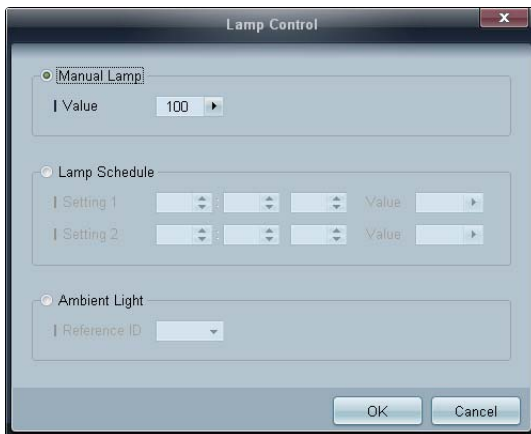 Lamp Control
Manual Lamp
Value 100
Lamp Schedule
Setting 1 : Value
Setting 2 : Value
Ambient Light
Reference ID
OK Cancel